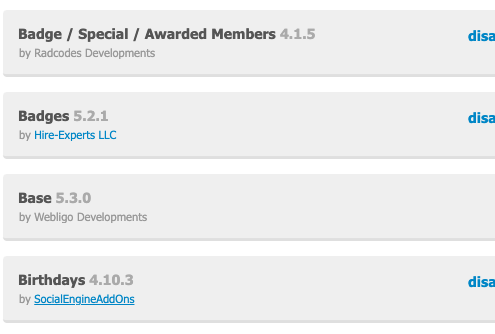 Badge / Special / Awarded Members 4.1.5
disa
by Radcodes Developments
Badges 5.2.1
disa
by Hire-Experts LLC
Base 5.3.0
by Webligo Developments
Birthdays 4.10.3
disa
by SocialEngineAddOns